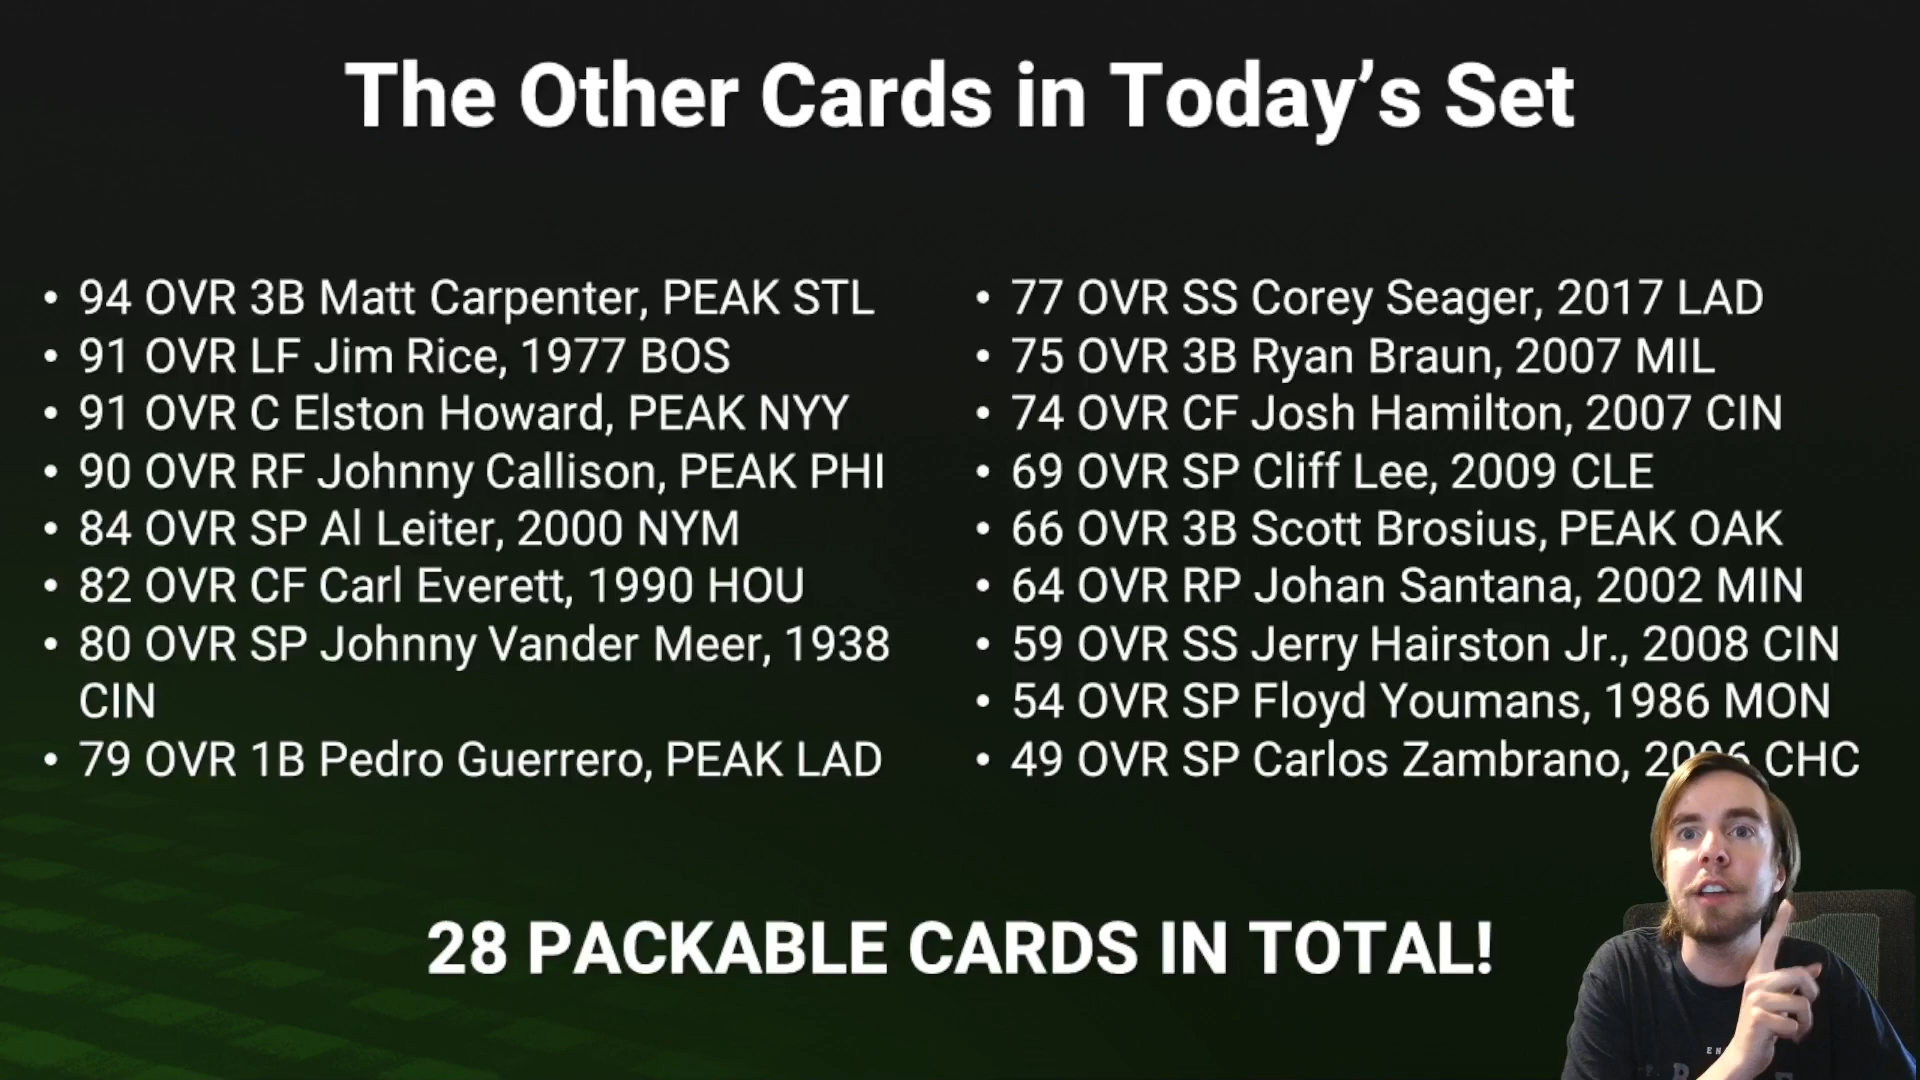 The Other Cards in Today’s Set
• 94 OVR 3B Matt Carpenter, PEAK STL
• 91 OVR LF Jim Rice, 1977 BOS
• 91 OVR C Elston Howard, PEAK NYY
• 90 OVR RF Johnny Callison, PEAK PHI
• 84 OVR SP Al Leiter, 2000 NYM
• 82 OVR CF Carl Everett, 1990 HOU
• 80 OVR SP Johnny Vander Meer, 1938
CIN
• 79 OVR 1B Pedro Guerrero, PEAK LAD
• 77 OVR SS Corey Seager, 2017 LAD
• 75 OVR 3B Ryan Braun, 2007 MIL
• 74 OVR CF Josh Hamilton, 2007 CIN
• 69 OVR SP Cliff Lee, 2009 CLE
• 66 OVR 3B Scott Brosius, PEAK OAK
• 64 OVR RP Johan Santana, 2002 MIN
• 59 OVR SS Jerry Hairston Jr., 2008 CIN
• 54 OVR SP Floyd Youmans, 1986 MON
• 49 OVR SP Carlos Zambrano, CHC
28 PACKABLE CARDS IN TOTAL!